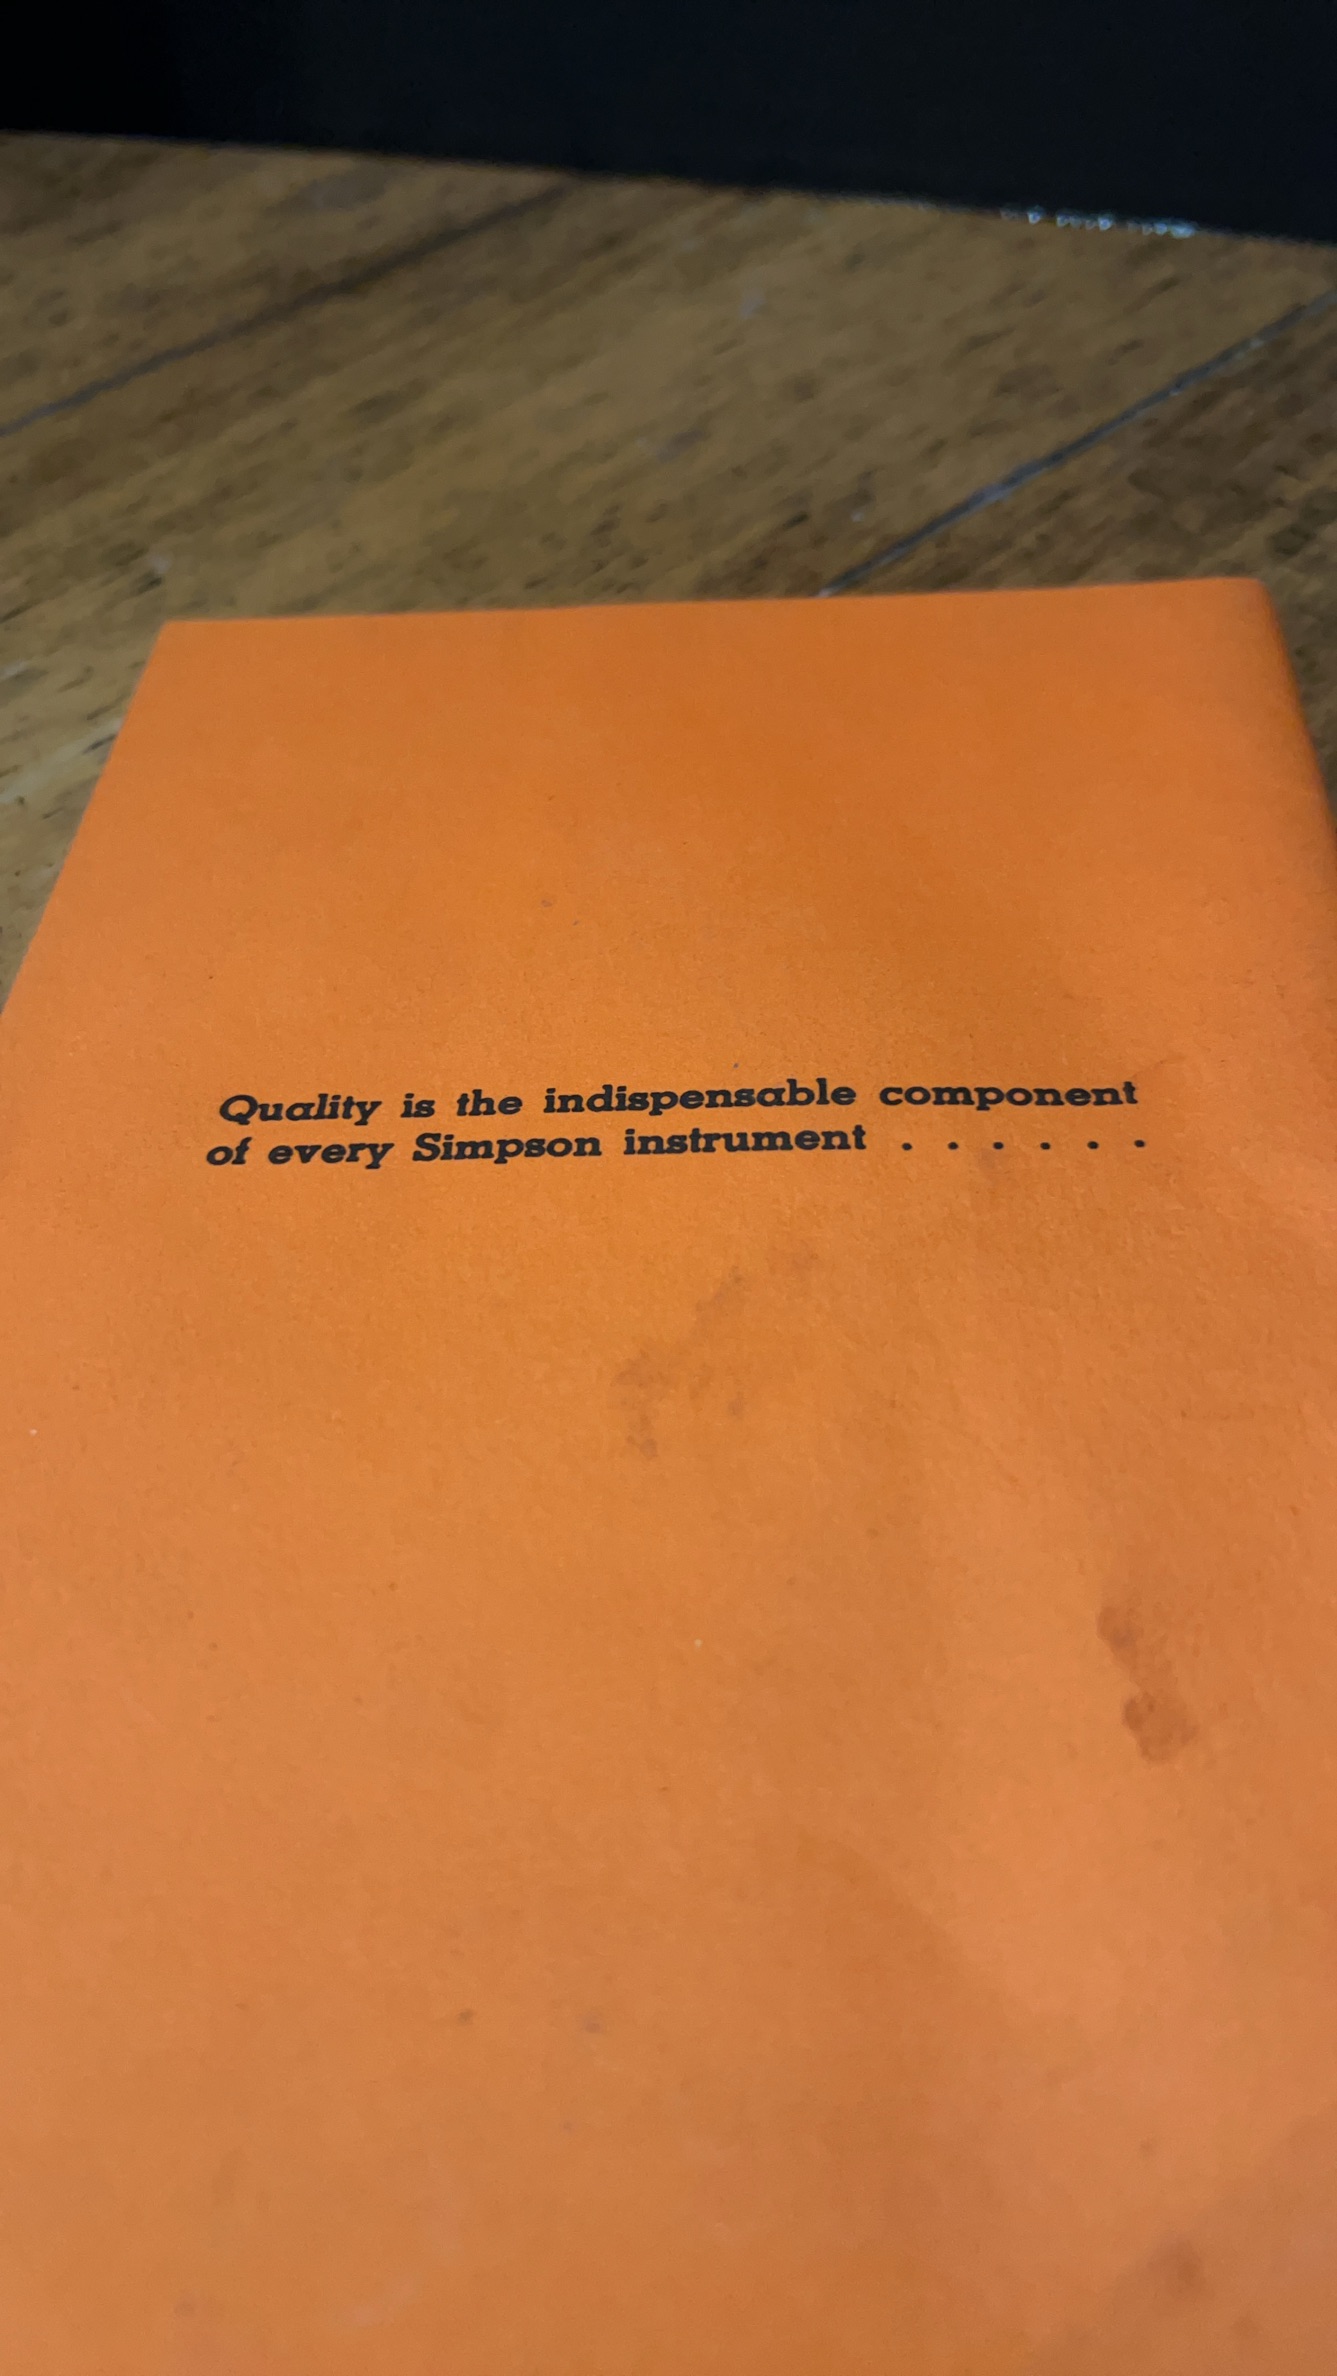 Quality is the indispensable component
of every Simpson instrument . . . . . .